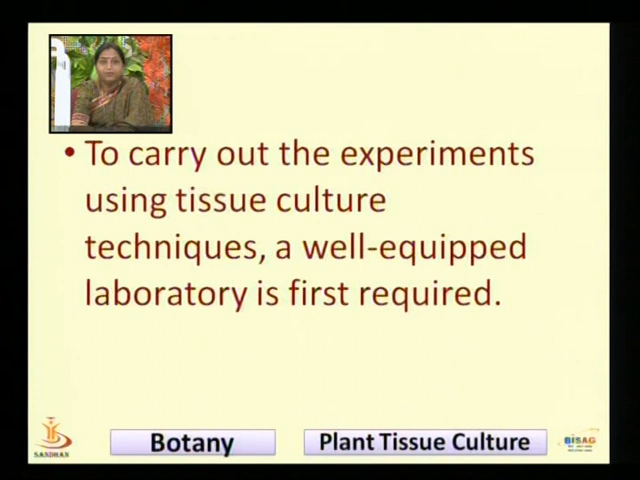 • To carry out the experiments
using tissue culture
techniques, a well-equipped
laboratory is first required.
SANDHAN
Botany
Plant Tissue Culture
BISAG